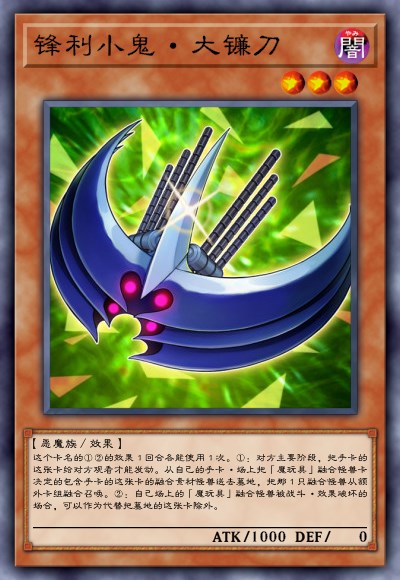 锋利小鬼·大镰刀
やみ
闇
【恶魔族/效果】
这个卡名的①②的效果1回合各能使用1次。①：对方主要阶段，把手卡的
这张卡给对方观看才能发动。从自己的手卡·场上把「魔玩具」融合怪兽卡
决定的包含手卡的这张卡的融合素材怪兽送去墓地，把那1只融合怪兽从额
外卡组融合召唤。②：自己场上的「魔玩具」融合怪兽被战斗·效果破坏的
场合，可以作为代替把墓地的这张卡除外。
ATK/1000 DEF/ 0